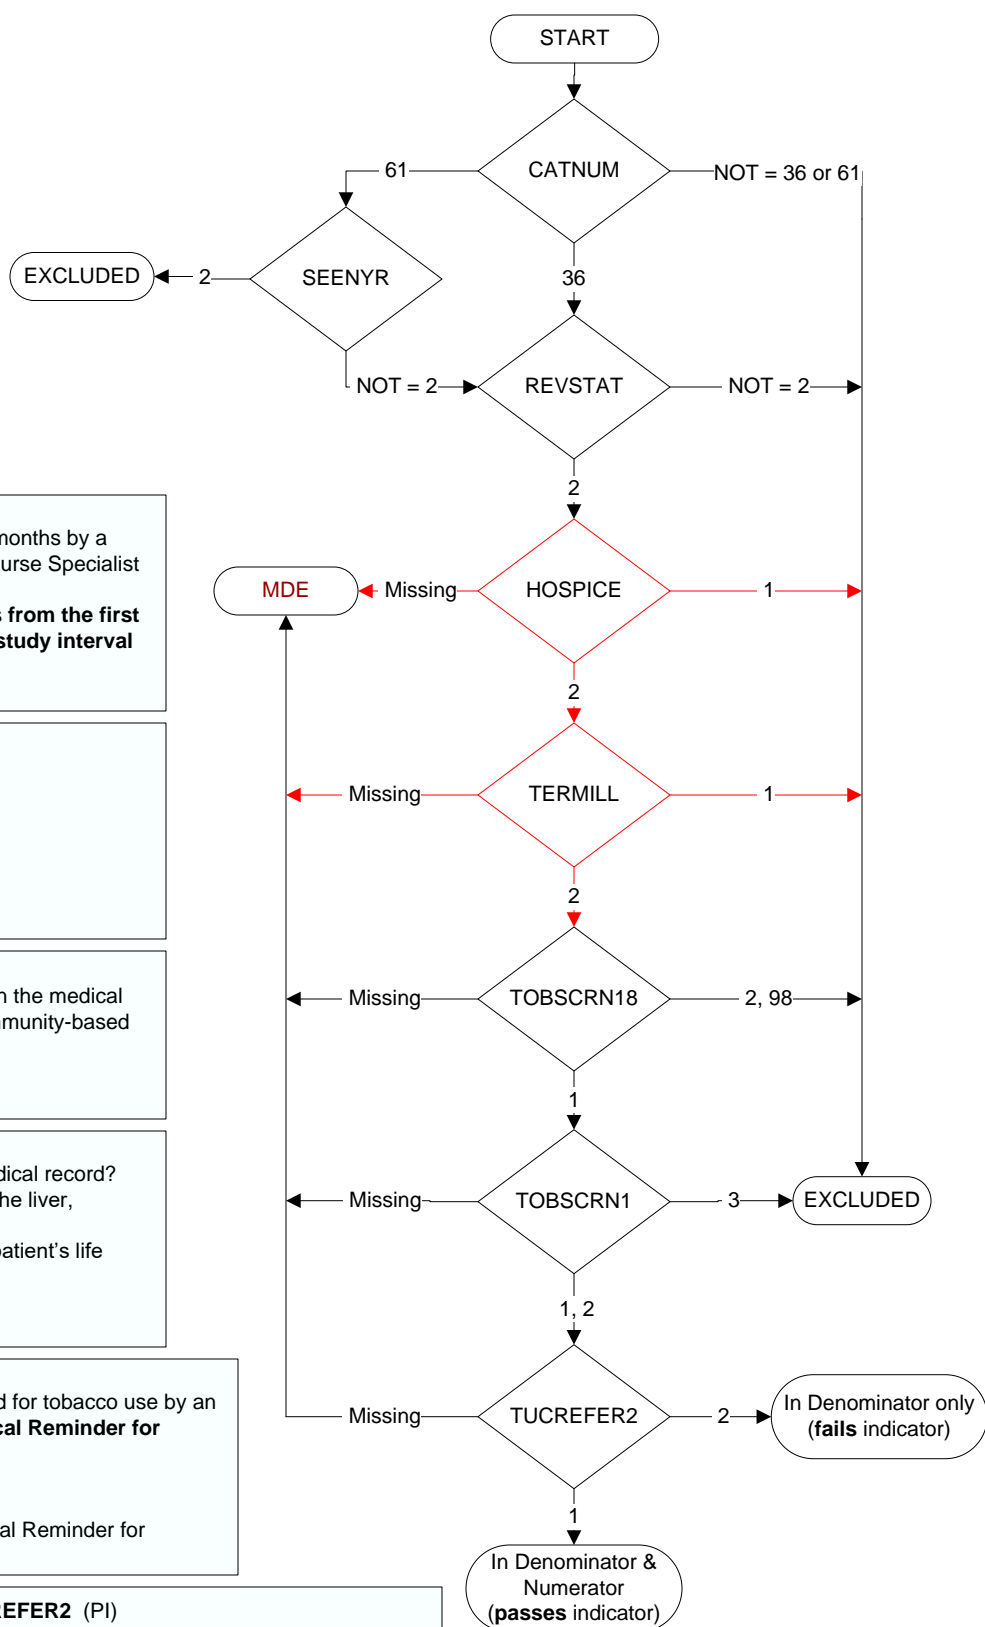 START
61
CATNUM
NOT = 36 or 61
EXCLUDED
2
SEENYR
36
NOT = 2
REVSTAT
NOT = 2
2
months by a
urse Specialist
s from the first
study interval
MDE
Missing
HOSPICE
1
2
Missing
TERMILL
1
2
n the medical
mmunity-based
Missing
TOBSCRN18
2, 98
1
dical record?
he liver,
patient's life
Missing
TOBSCRN1
3
EXCLUDED
1, 2
d for tobacco use by an
cal Reminder for
al Reminder for
Missing
TUCREFER2
2
In Denominator only
(fails indicator)
1
In Denominator &
Numerator
(passes indicator)
REFER2 (PI)